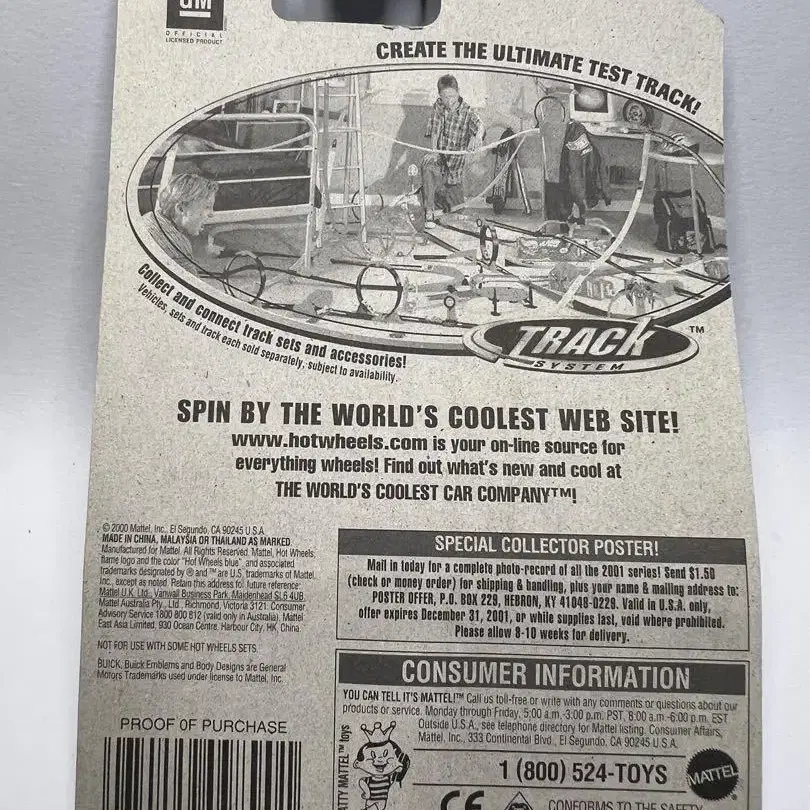 GM
OFFICIAL
LICENSED PRODUCT
CREATE THE ULTIMATE TEST TRACK!
Collect and connect track sets and accessories!
Vehicles, sets and track each sold separately, subject to availability.
TRACK™
SYSTEM
SPIN BY THE WORLD'S COOLEST WEB SITE!
www.hotwheels.com is your on-line source for
everything wheels! Find out what's new and cool at
THE WORLD'S COOLEST CAR COMPANY™!
© 2000 Mattel, Inc., El Segundo, CA 90245 U.S.A.
MADE IN CHINA, MALAYSIA OR THAILAND AS MARKED.
Manufactured for Mattel. All Rights Reserved. Mattel, Hot Wheels,
flame logo and the color "Hot Wheels blue", and associated
trademarks designated by ® and ™ are U.S. trademarks of Mattel,
Inc., except as noted. Retain this address for future reference:
Mattel U.K. Ltd., Vanwall Business Park, Maidenhead SL6 4UB.
Mattel Australia Pty., Ltd., Richmond, Victoria 3121. Consumer
Advisory Service 1800 800 812 (valid only in Australia). Mattel
East Asia Limited, 930 Ocean Centre, Harbour City, HK, China.
NOT FOR USE WITH SOME HOT WHEELS SETS.
BUICK, Buick Emblems and Body Designs are General
Motors Trademarks used under license to Mattel, Inc.
PROOF OF PURCHASE
SPECIAL COLLECTOR POSTER!
Mail in today for a complete photo-record of all the 2001 series! Send $1.50
(check or money order) for shipping & handling, plus your name & mailing address to:
POSTER OFFER, P.O. BOX 229, HEBRON, KY 41048-0229. Valid in U.S.A. only,
offer expires December 31, 2001, or while supplies last, void where prohibited.
Please allow 8-10 weeks for delivery.
CONSUMER INFORMATION
YOU CAN TELL IT'S MATTEL!™ Call us toll-free or write with any comments or questions about our
products or service. Monday through Friday, 5:00 a.m.-3:00 p.m. PST, 8:00 a.m.-6:00 p.m. EST
Outside U.S.A., see telephone directory for Mattel listing. Consumer Affairs,
Mattel, Inc., 333 Continental Blvd., El Segundo, CA 90245 U.S.A.
1 (800) 524-TOYS
MATTEL
ATTY MATTEL™ toys
CE
CONFORMS TO THE SAFETY